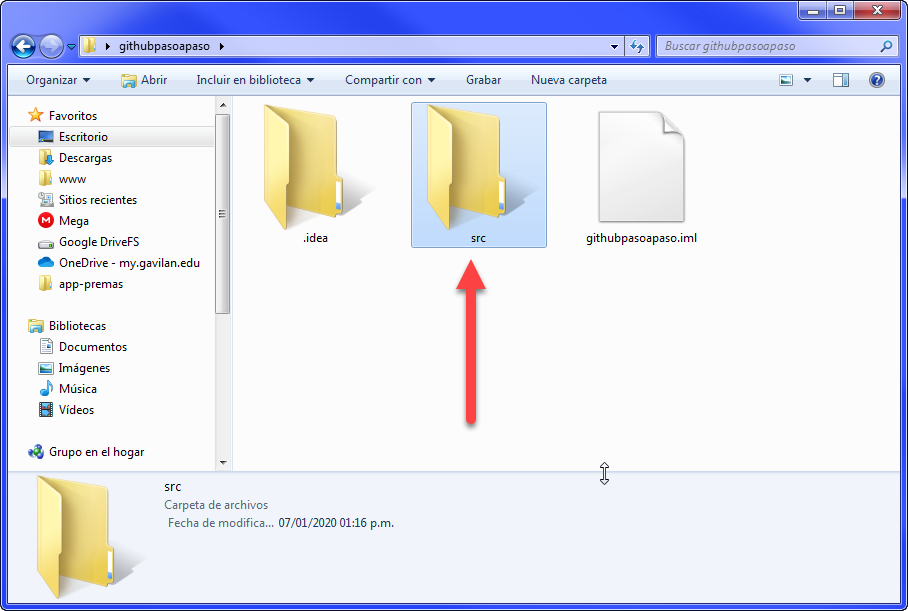 githubpasoapaso
Buscar githubpasoapaso
Organizar Abrir Incluir en biblioteca Compartir con Grabar Nueva carpeta
Favoritos
Escritorio
Descargas
www
Sitios recientes
Mega
Google DriveFS
OneDrive - my.gavilan.edu
app-premas
Bibliotecas
Documentos
Imágenes
Música
Vídeos
Grupo en el hogar
.idea
src
githubpasoapaso.iml
src
Carpeta de archivos
Fecha de modifica... 07/01/2020 01:16 p.m.